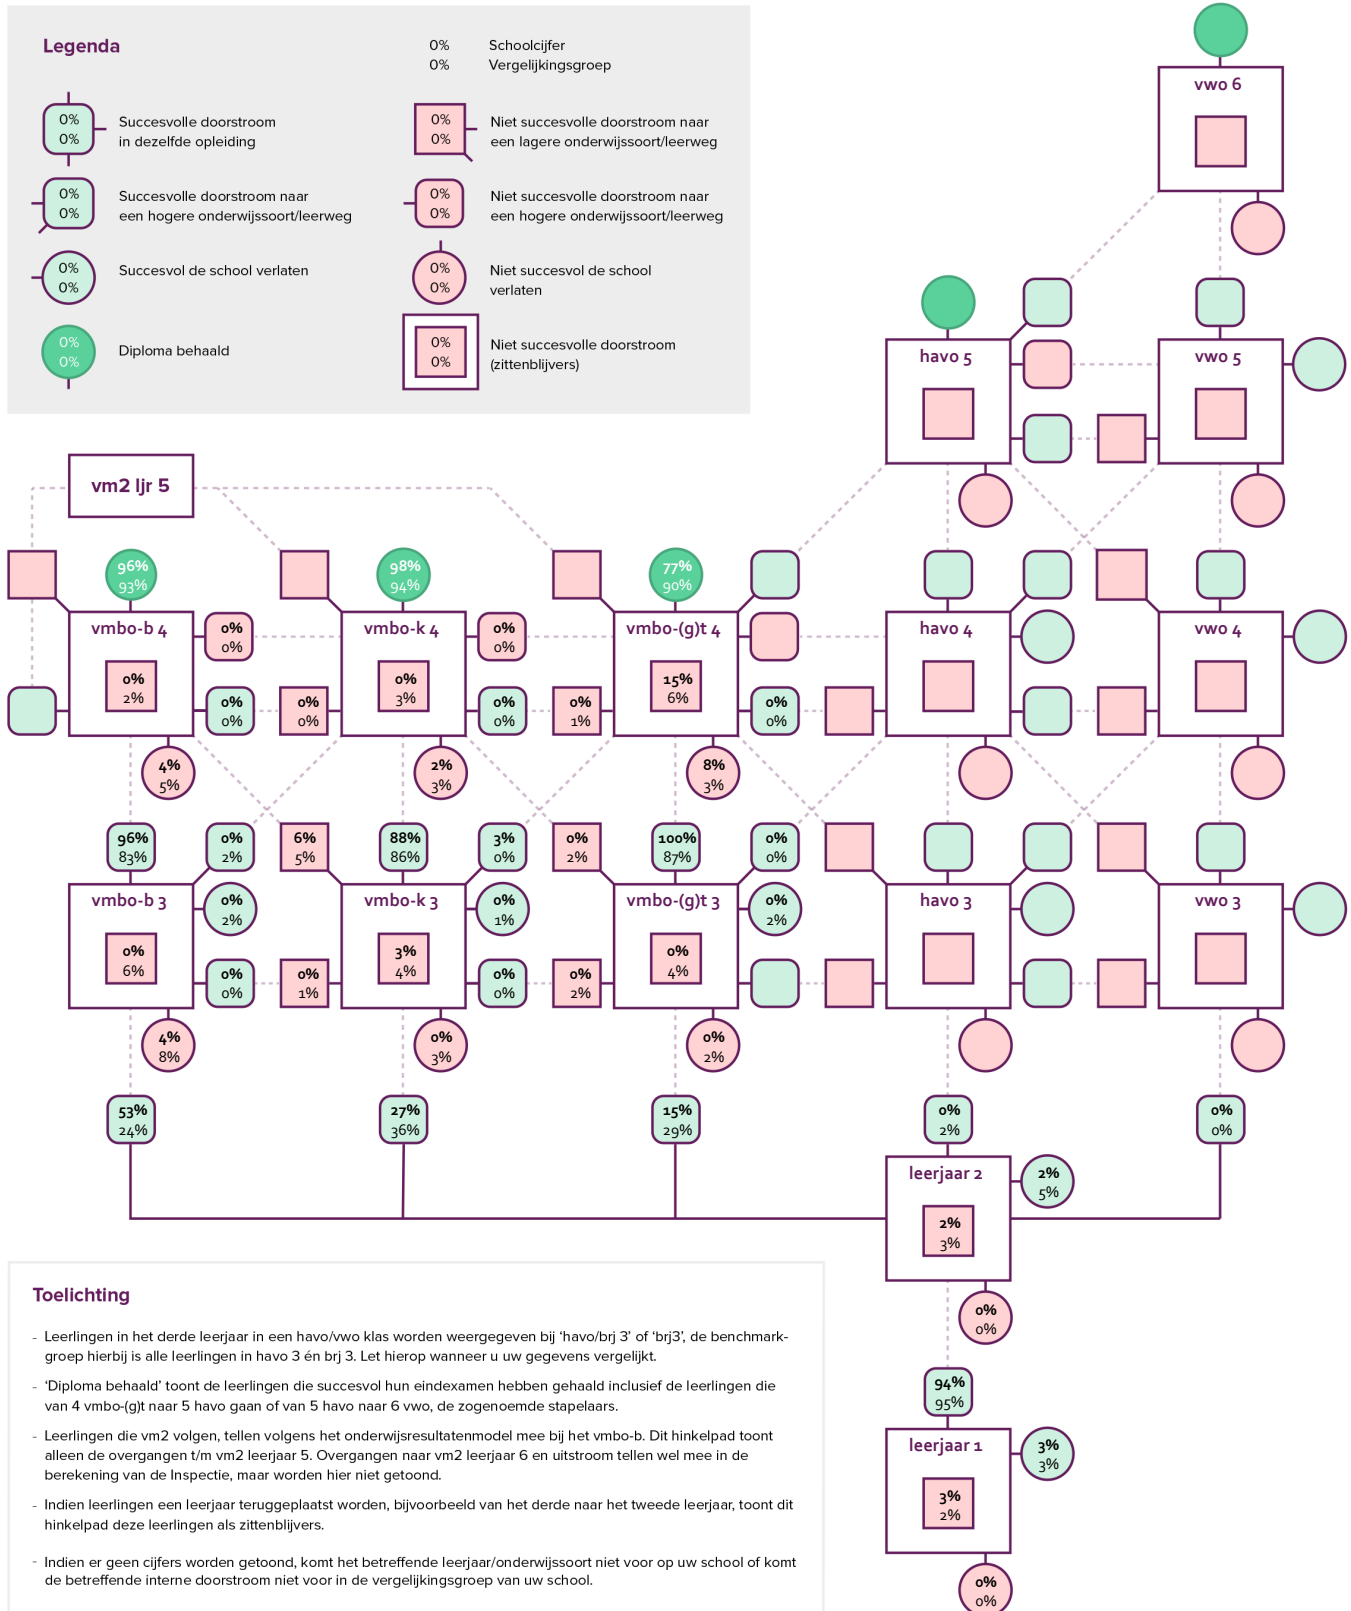 Legenda
0% Schoolcijfer
0% Vergelijkingsgroep
0%
0%
Succesvolle doorstroom
in dezelfde opleiding
0%
0%
Niet succesvolle doorstroom naar
een lagere onderwijssoort/leerweg
0%
0%
Succesvolle doorstroom naar
een hogere onderwijssoort/leerweg
0%
0%
Niet succesvolle doorstroom naar
een hogere onderwijssoort/leerweg
0%
0%
Succesvol de school verlaten
0%
0%
Niet succesvol de school
verlaten
0%
0%
Diploma behaald
0%
0%
Niet succesvolle doorstroom
(zittenblijvers)
vwo 6
havo 5
vwo 5
vm2 ljr 5
96%
93%
98%
94%
77%
90%
vmbo-b 4
0%
0%
vmbo-k 4
0%
0%
vmbo-(g)t 4
havo 4
vwo 4
0%
2%
0%
3%
15%
6%
0%
0%
0%
0%
0%
0%
0%
1%
0%
0%
4%
5%
2%
3%
8%
3%
96%
83%
0%
2%
6%
5%
88%
86%
3%
0%
0%
2%
100%
87%
0%
0%
vmbo-b 3
0%
2%
vmbo-k 3
0%
1%
vmbo-(g)t 3
0%
2%
havo 3
vwo 3
0%
6%
3%
4%
0%
4%
0%
0%
0%
1%
0%
0%
0%
2%
4%
8%
0%
3%
0%
2%
53%
24%
27%
36%
15%
29%
0%
2%
0%
0%
leerjaar 2
2%
5%
2%
3%
0%
0%
94%
95%
leerjaar 1
3%
3%
3%
2%
0%
0%
Toelichting
- Leerlingen in het derde leerjaar in een havo/vwo klas worden weergegeven bij ‘havo/brj 3’ of ‘brj3’, de benchmark-
groep hierbij is alle leerlingen in havo 3 én brj 3. Let hierop wanneer u uw gegevens vergelijkt.
- ‘Diploma behaald’ toont de leerlingen die succesvol hun eindexamen hebben gehaald inclusief de leerlingen die
van 4 vmbo-(g)t naar 5 havo gaan of van 5 havo naar 6 vwo, de zogenoemde stapelaars.
- Leerlingen die vm2 volgen, tellen volgens het onderwijsresultatenmodel mee bij het vmbo-b. Dit hinkelpad toont
alleen de overgangen t/m vm2 leerjaar 5. Overgangen naar vm2 leerjaar 6 en uitstroom tellen wel mee in de
berekening van de Inspectie, maar worden hier niet getoond.
- Indien leerlingen een leerjaar teruggeplaatst worden, bijvoorbeeld van het derde naar het tweede leerjaar, toont dit
hinkelpad deze leerlingen als zittenblijvers.
- Indien er geen cijfers worden getoond, komt het betreffende leerjaar/onderwijssoort niet voor op uw school of komt
de betreffende interne doorstroom niet voor in de vergelijkingsgroep van uw school.